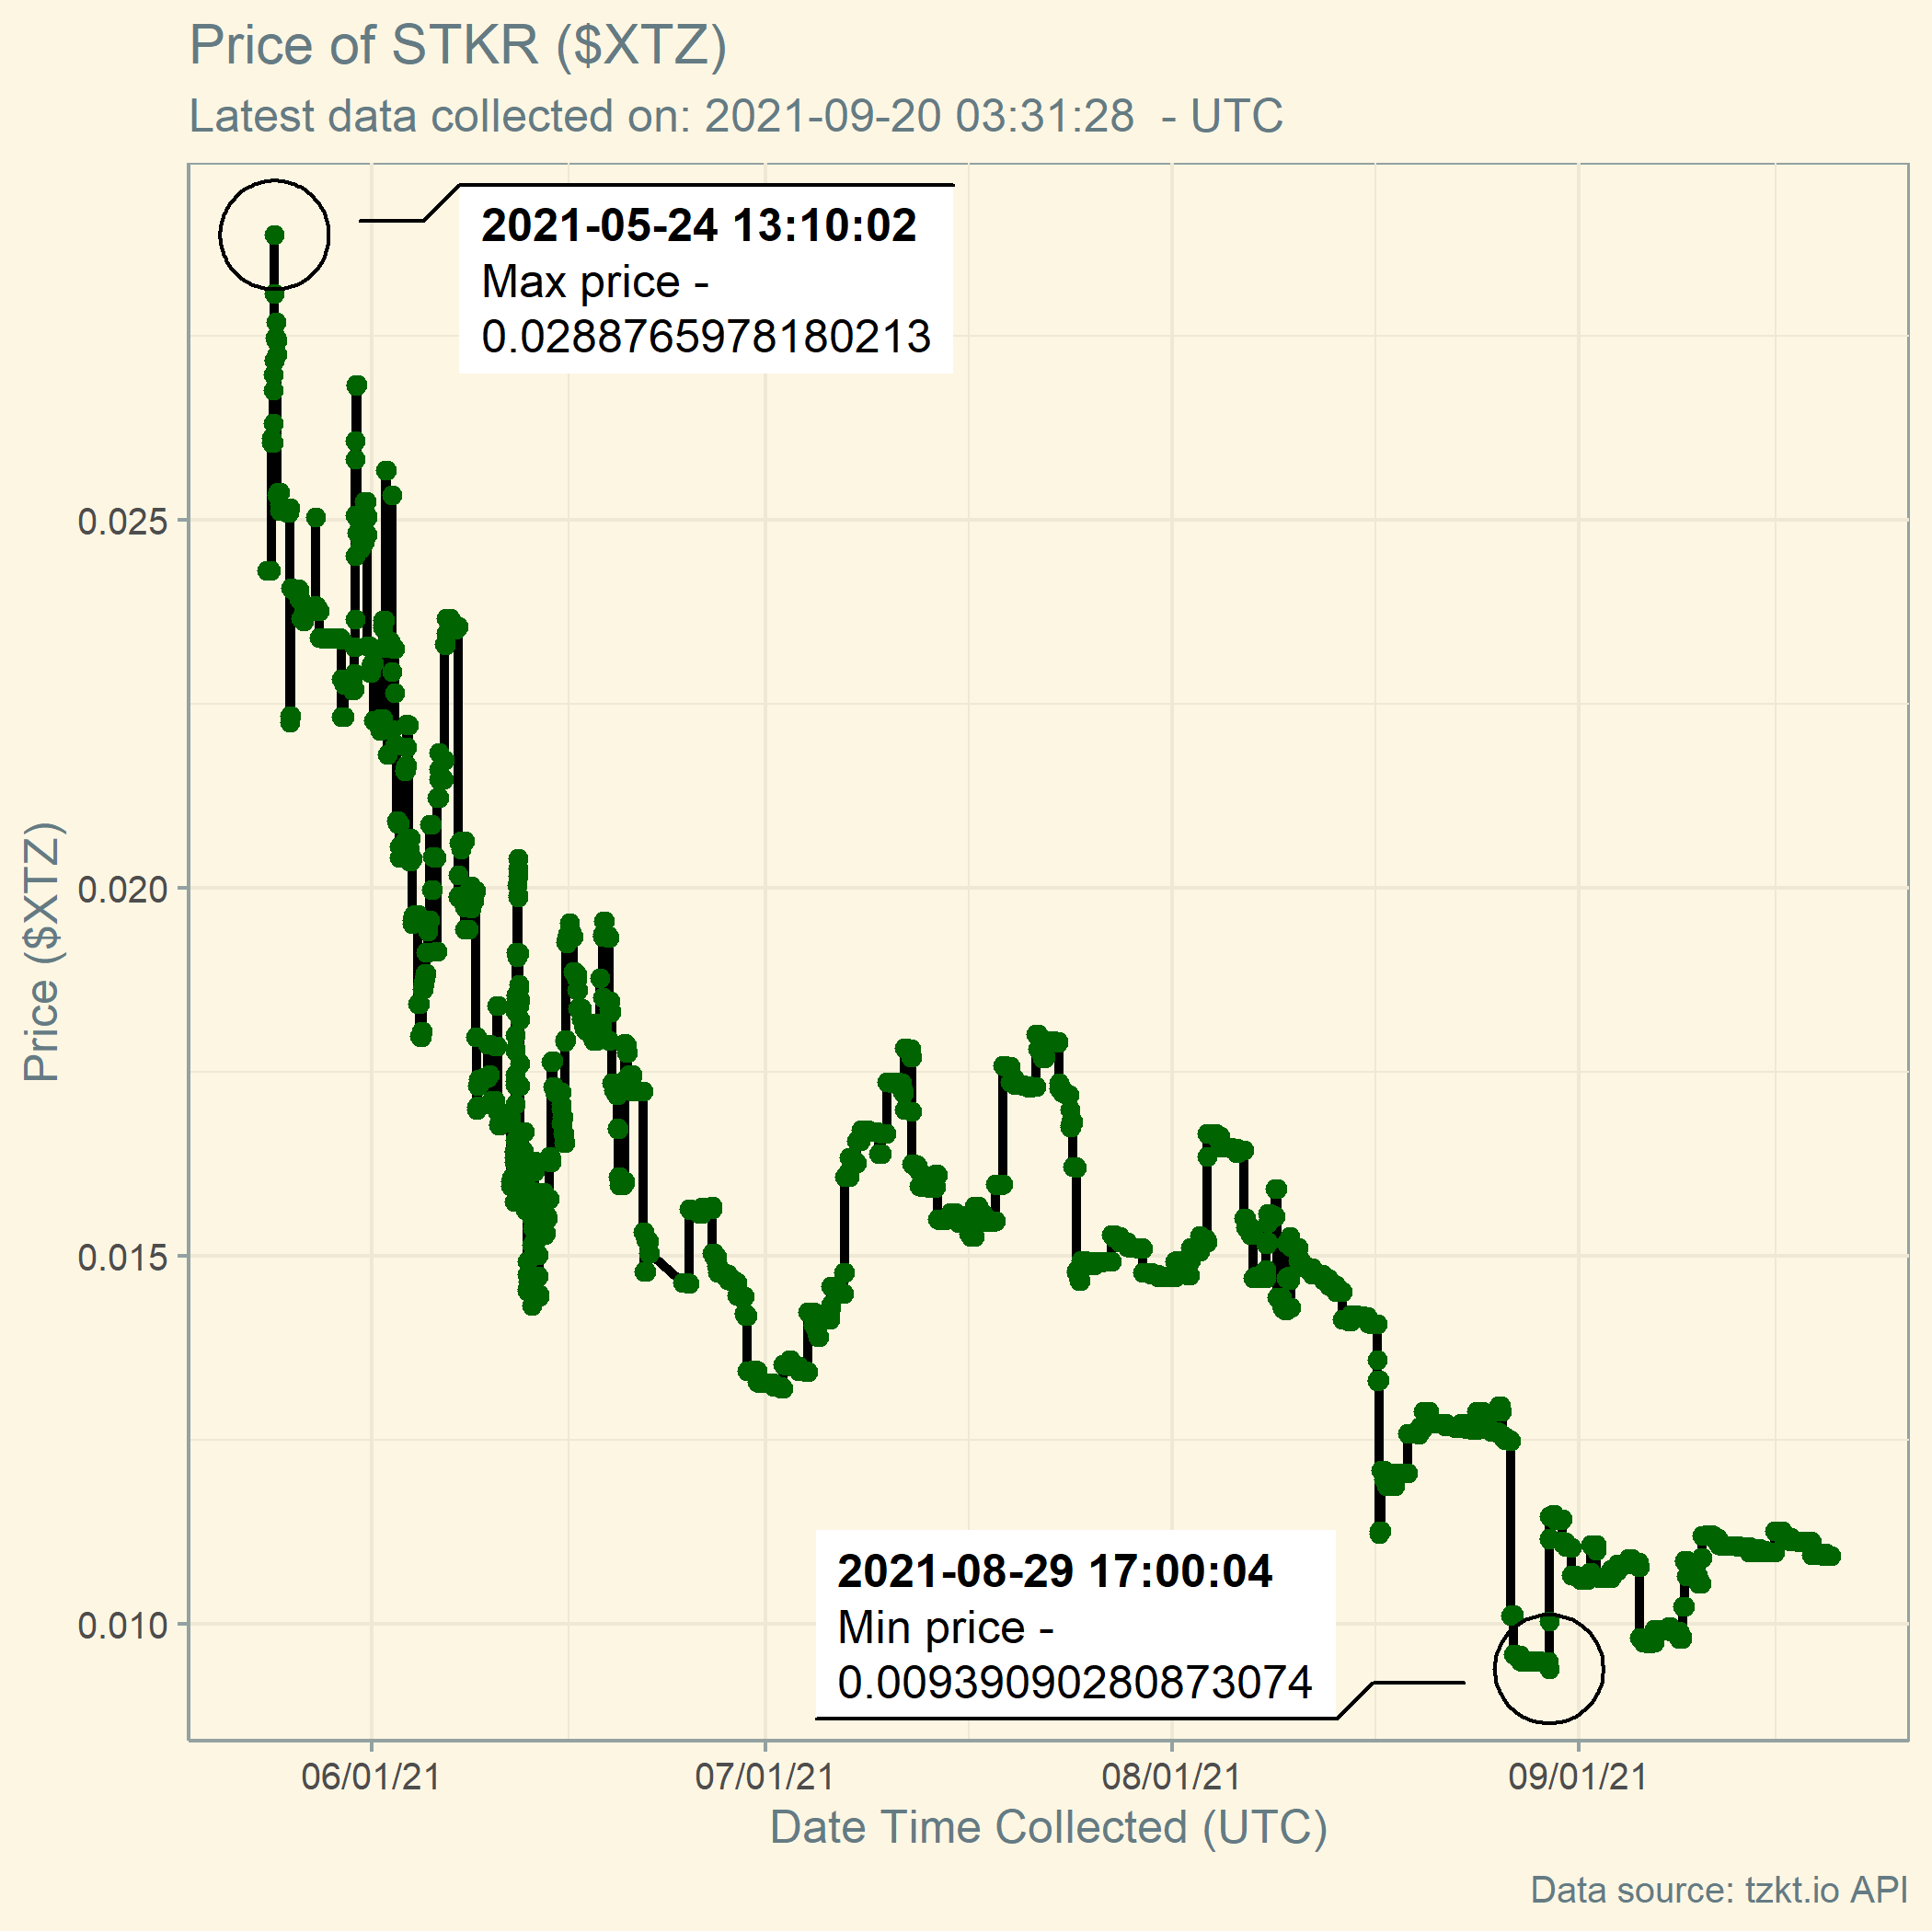 Price of STKR ($XTZ)
Latest data collected on: 2021-09-20 03:31:28  - UTC
2021-05-24 13:10:02
Max price -
0.0288765978180213
0.025
0.020
0.015
0.010
Price ($XTZ)
2021-08-29 17:00:04
Min price -
0.00939090280873074
06/01/21
07/01/21
08/01/21
09/01/21
Date Time Collected (UTC)
Data source: tzkt.io API